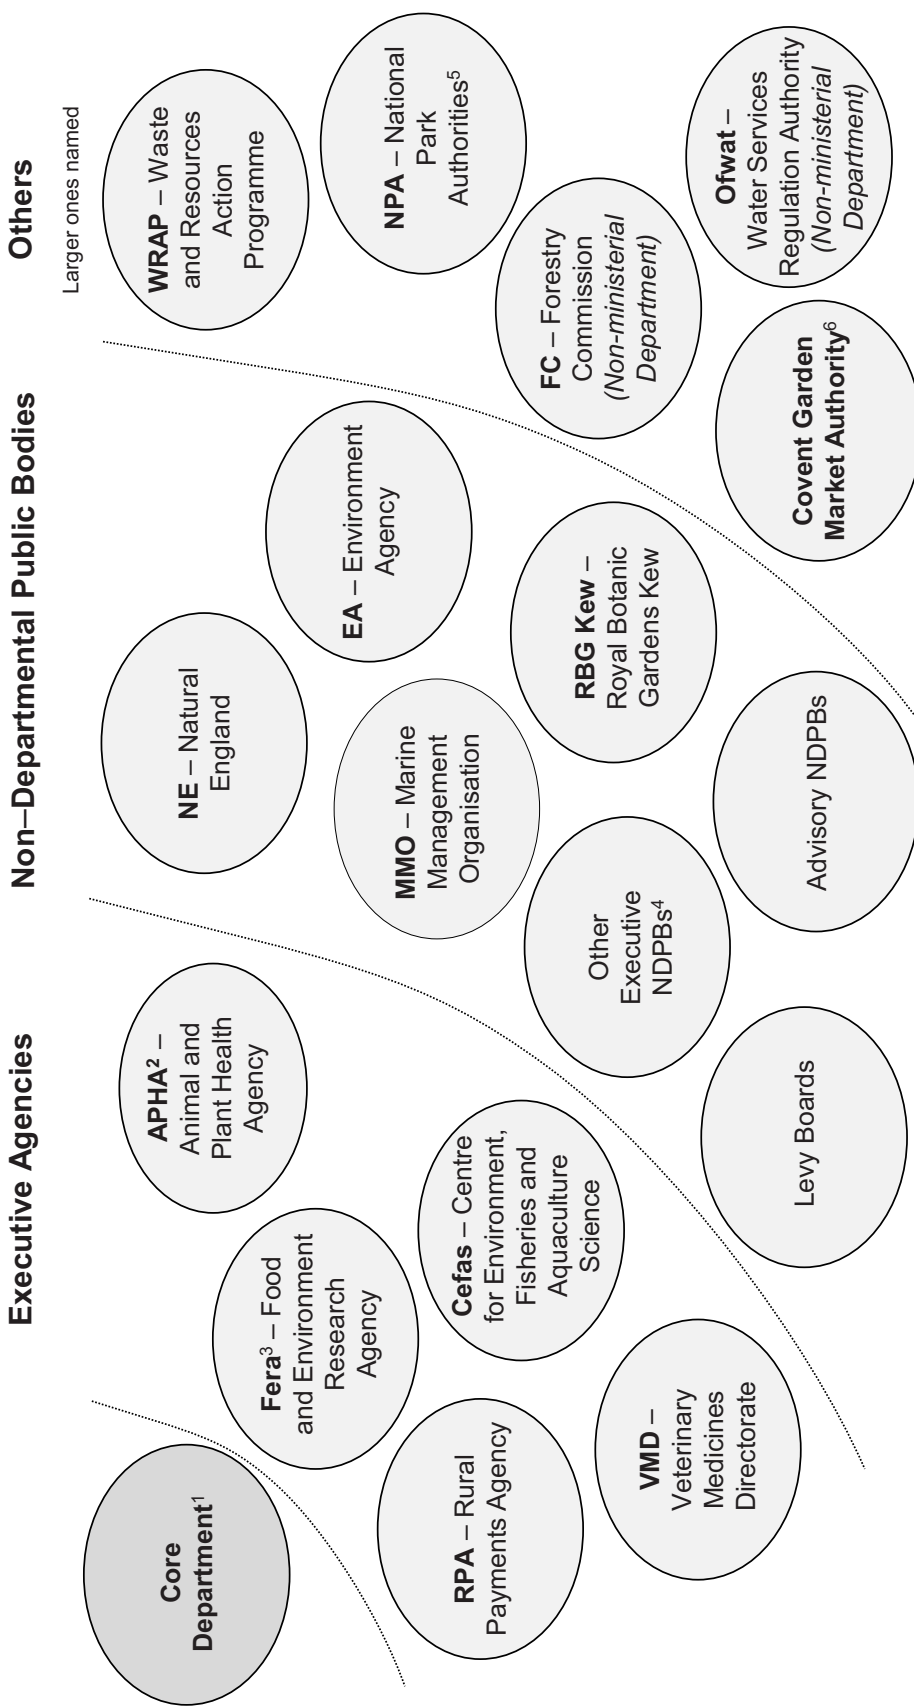 Executive Agencies
Non–Departmental Public Bodies
Others
Larger ones named
Core
Department¹
APHA² –
Animal and
Plant Health
Agency
Fera³ – Food
and Environment
Research
Agency
Cefas – Centre
for Environment,
Fisheries and
Aquaculture
Science
RPA – Rural
Payments Agency
VMD –
Veterinary
Medicines
Directorate
NE – Natural
England
EA – Environment
Agency
MMO – Marine
Management
Organisation
RBG Kew –
Royal Botanic
Gardens Kew
Other
Executive
NDPBs⁴
Advisory NDPBs
Levy Boards
WRAP – Waste
and Resources
Action
Programme
NPA – National
Park
Authorities⁵
FC – Forestry
Commission
(Non-ministerial
Department)
Ofwat –
Water Services
Regulation Authority
(Non-ministerial
Department)
Covent Garden
Market Authority⁶